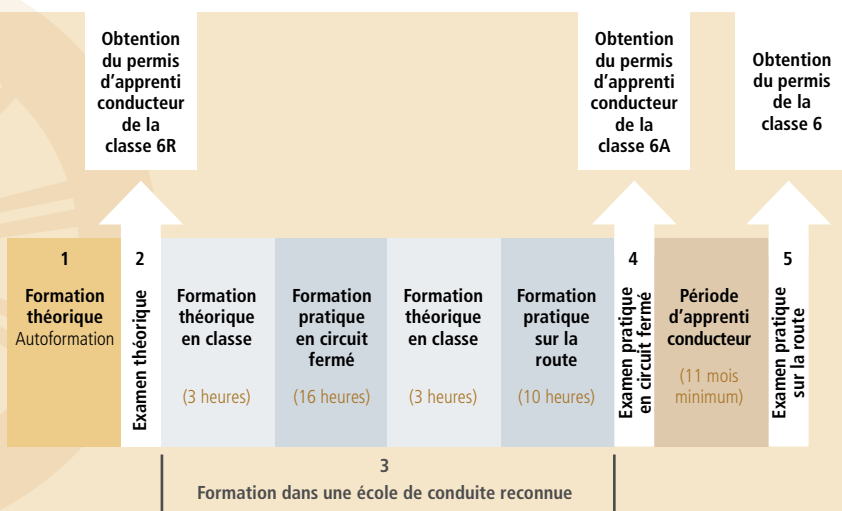 Obtention
du permis
d'apprenti
conducteur
de la
classe 6R
Obtention
du permis
d'apprenti
conducteur
de la
classe 6A
Obtention
du permis
de la
classe 6
1
Formation
théorique
Autoformation
2
Examen théorique
Formation
théorique
en classe
(3 heures)
Formation
pratique
en circuit
fermé
(16 heures)
Formation
théorique
en classe
(3 heures)
Formation
pratique
sur la
route
(10 heures)
4
Examen pratique
en circuit fermé
Période
d'apprenti
conducteur
(11 mois
minimum)
5
Examen pratique
sur la route
3
Formation dans une école de conduite reconnue